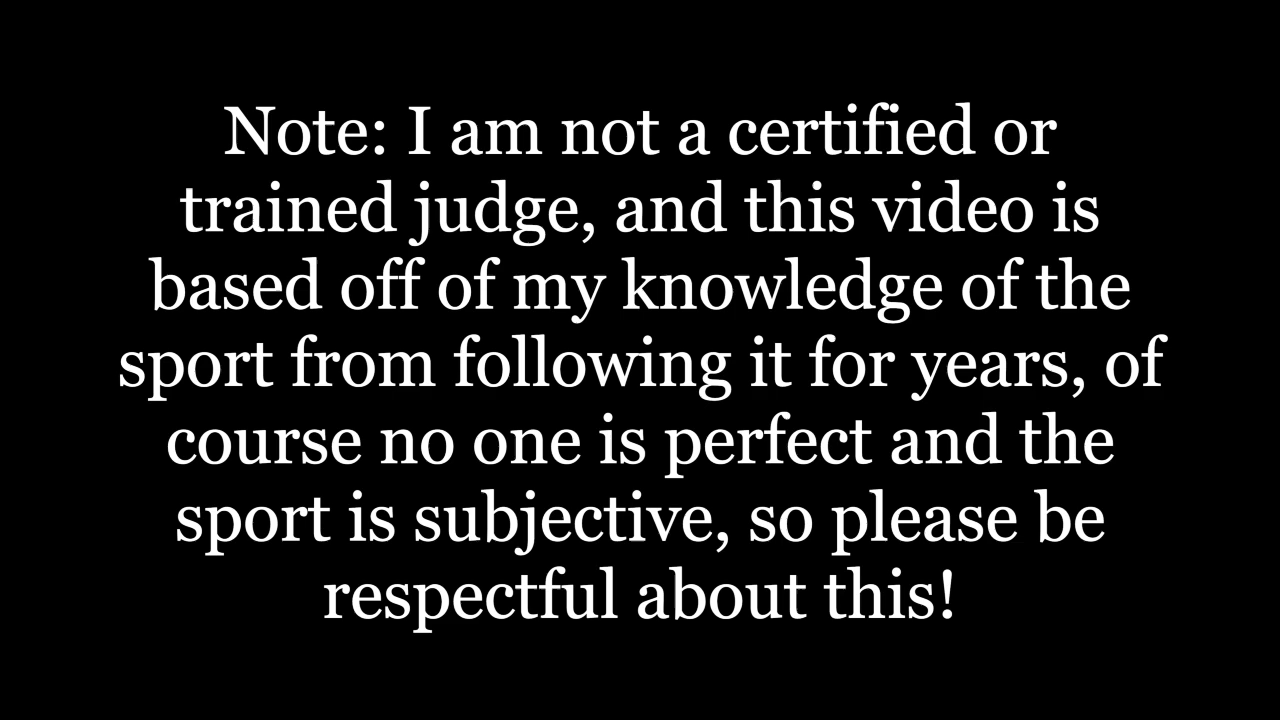 Note: I am not a certified or
trained judge, and this video is
based off of my knowledge of the
sport from following it for years, of
course no one is perfect and the
sport is subjective, so please be
respectful about this!